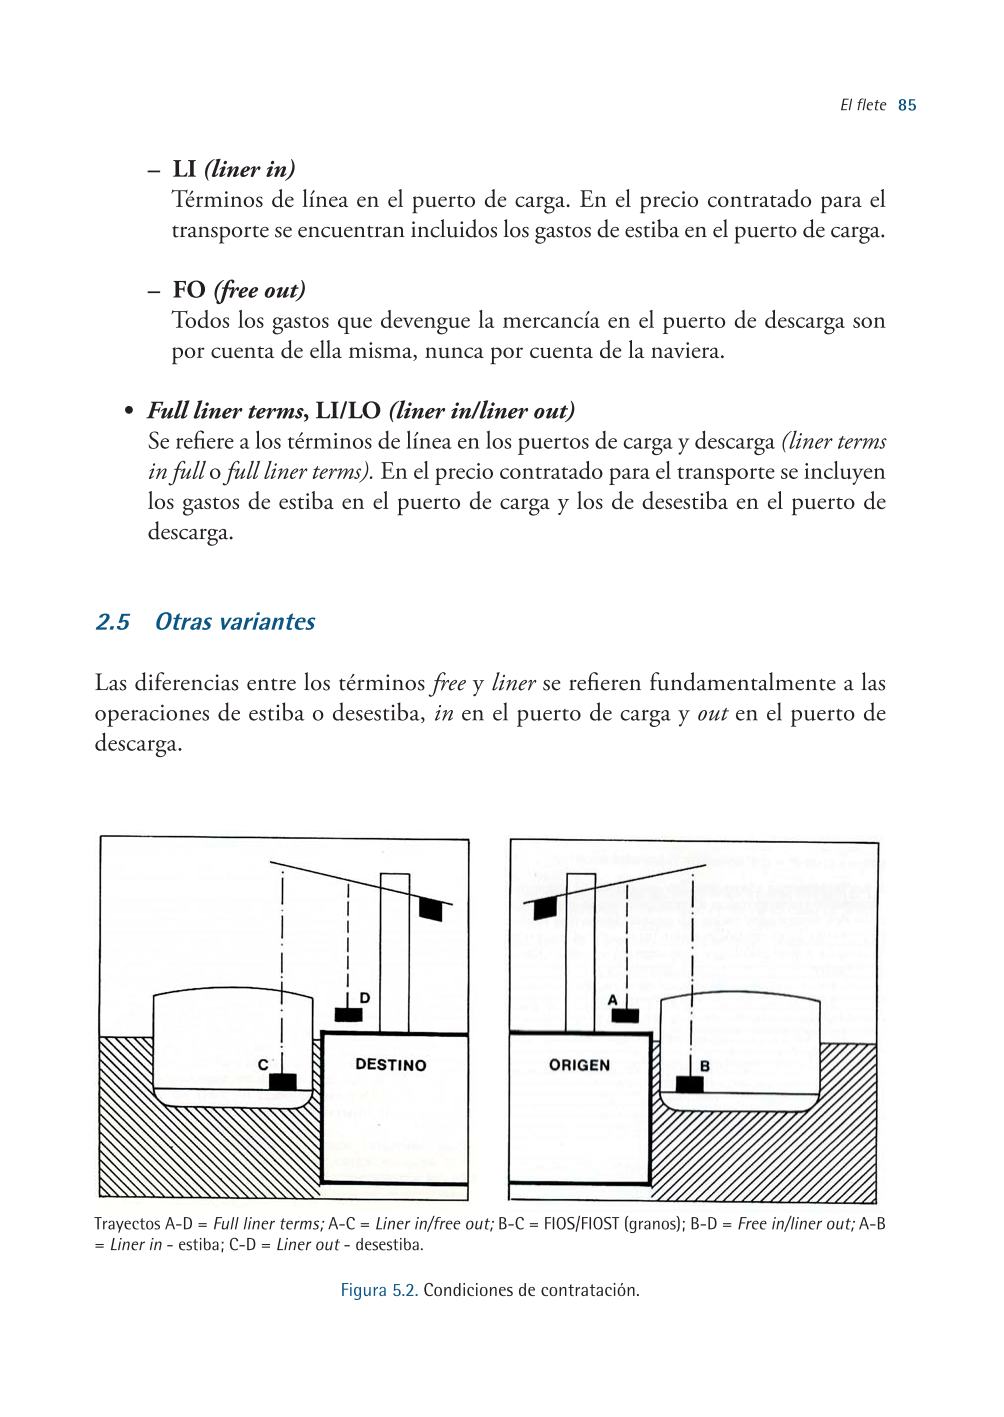 El flete 85
– LI (liner in)
Términos de línea en el puerto de carga. En el precio contratado para el
transporte se encuentran incluidos los gastos de estiba en el puerto de carga.
– FO (free out)
Todos los gastos que devengue la mercancía en el puerto de descarga son
por cuenta de ella misma, nunca por cuenta de la naviera.
• Full liner terms, LI/LO (liner in/liner out)
Se refiere a los términos de línea en los puertos de carga y descarga (liner terms
in full o full liner terms). En el precio contratado para el transporte se incluyen
los gastos de estiba en el puerto de carga y los de desestiba en el puerto de
descarga.
2.5 Otras variantes
Las diferencias entre los términos free y liner se refieren fundamentalmente a las
operaciones de estiba o desestiba, in en el puerto de carga y out en el puerto de
descarga.
D
C
DESTINO
A
ORIGEN
B
Trayectos A-D = Full liner terms; A-C = Liner in/free out; B-C = FIOS/FIOST (granos); B-D = Free in/liner out; A-B
= Liner in - estiba; C-D = Liner out - desestiba.
Figura 5.2. Condiciones de contratación.